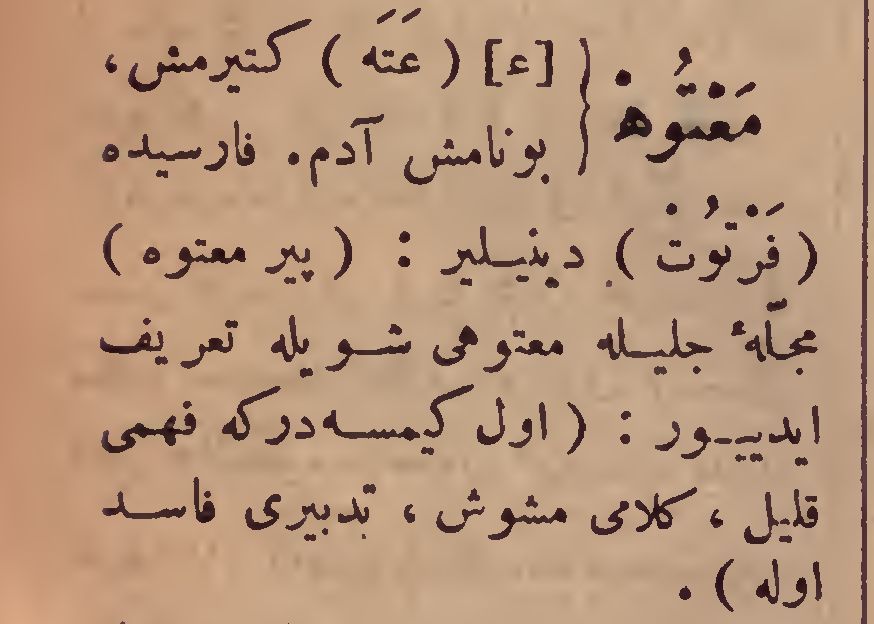 مَعْتُوهْ { [ع] (عَتَه) كتيرمش،
بونامش آدم. فارسيده
(فَرْتُوتْ) دينيلير : (پير معتوه)
مجلّهٔ جليله معتوهى شويله تعريف
ايدييور : (اول كيمسه دركه فهمى
قليل ، كلامى مشوش ، تدبيرى فاسد
اوله) .